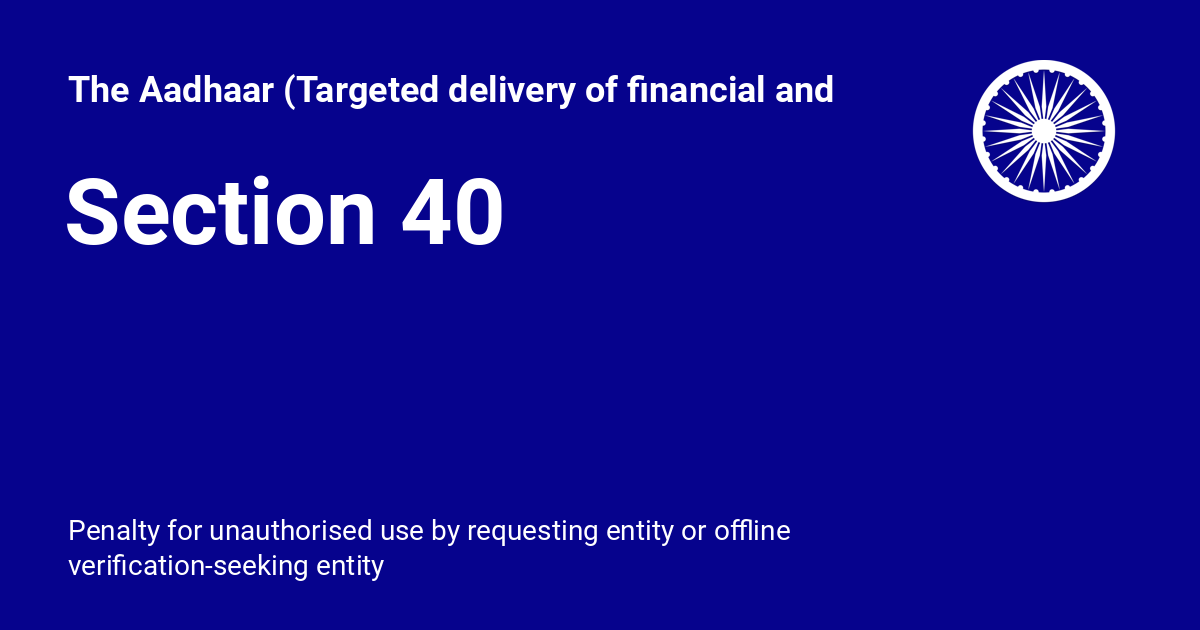 The Aadhaar (Targeted delivery of financial and
Section 40
Penalty for unauthorised use by requesting entity or offline
verification-seeking entity